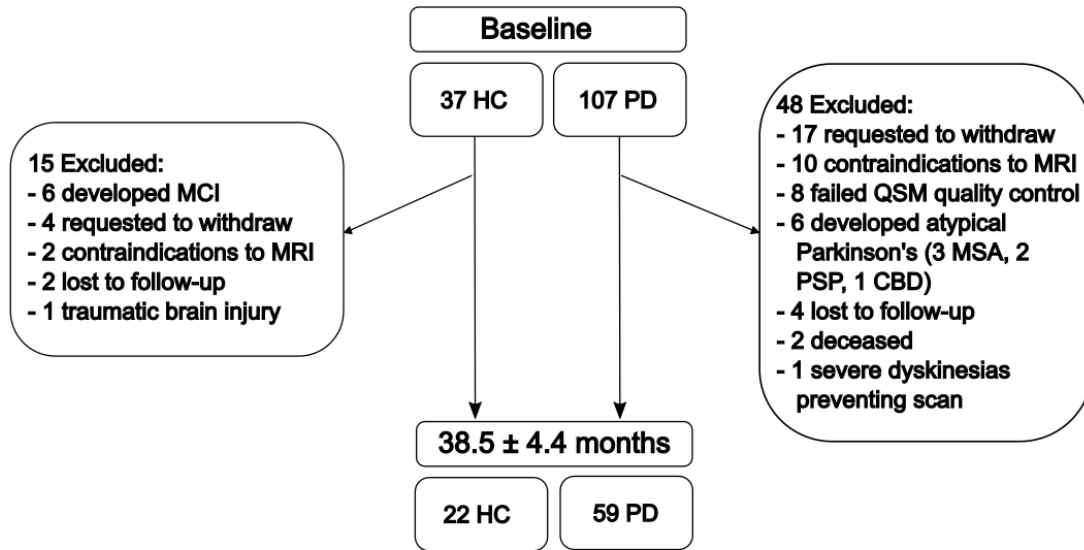 Baseline
37 HC
107 PD
15 Excluded:
- 6 developed MCI
- 4 requested to withdraw
- 2 contraindications to MRI
- 2 lost to follow-up
- 1 traumatic brain injury
48 Excluded:
- 17 requested to withdraw
- 10 contraindications to MRI
- 8 failed QSM quality control
- 6 developed atypical
Parkinson's (3 MSA, 2
PSP, 1 CBD)
- 4 lost to follow-up
- 2 deceased
- 1 severe dyskinesias
preventing scan
38.5 ± 4.4 months
22 HC
59 PD